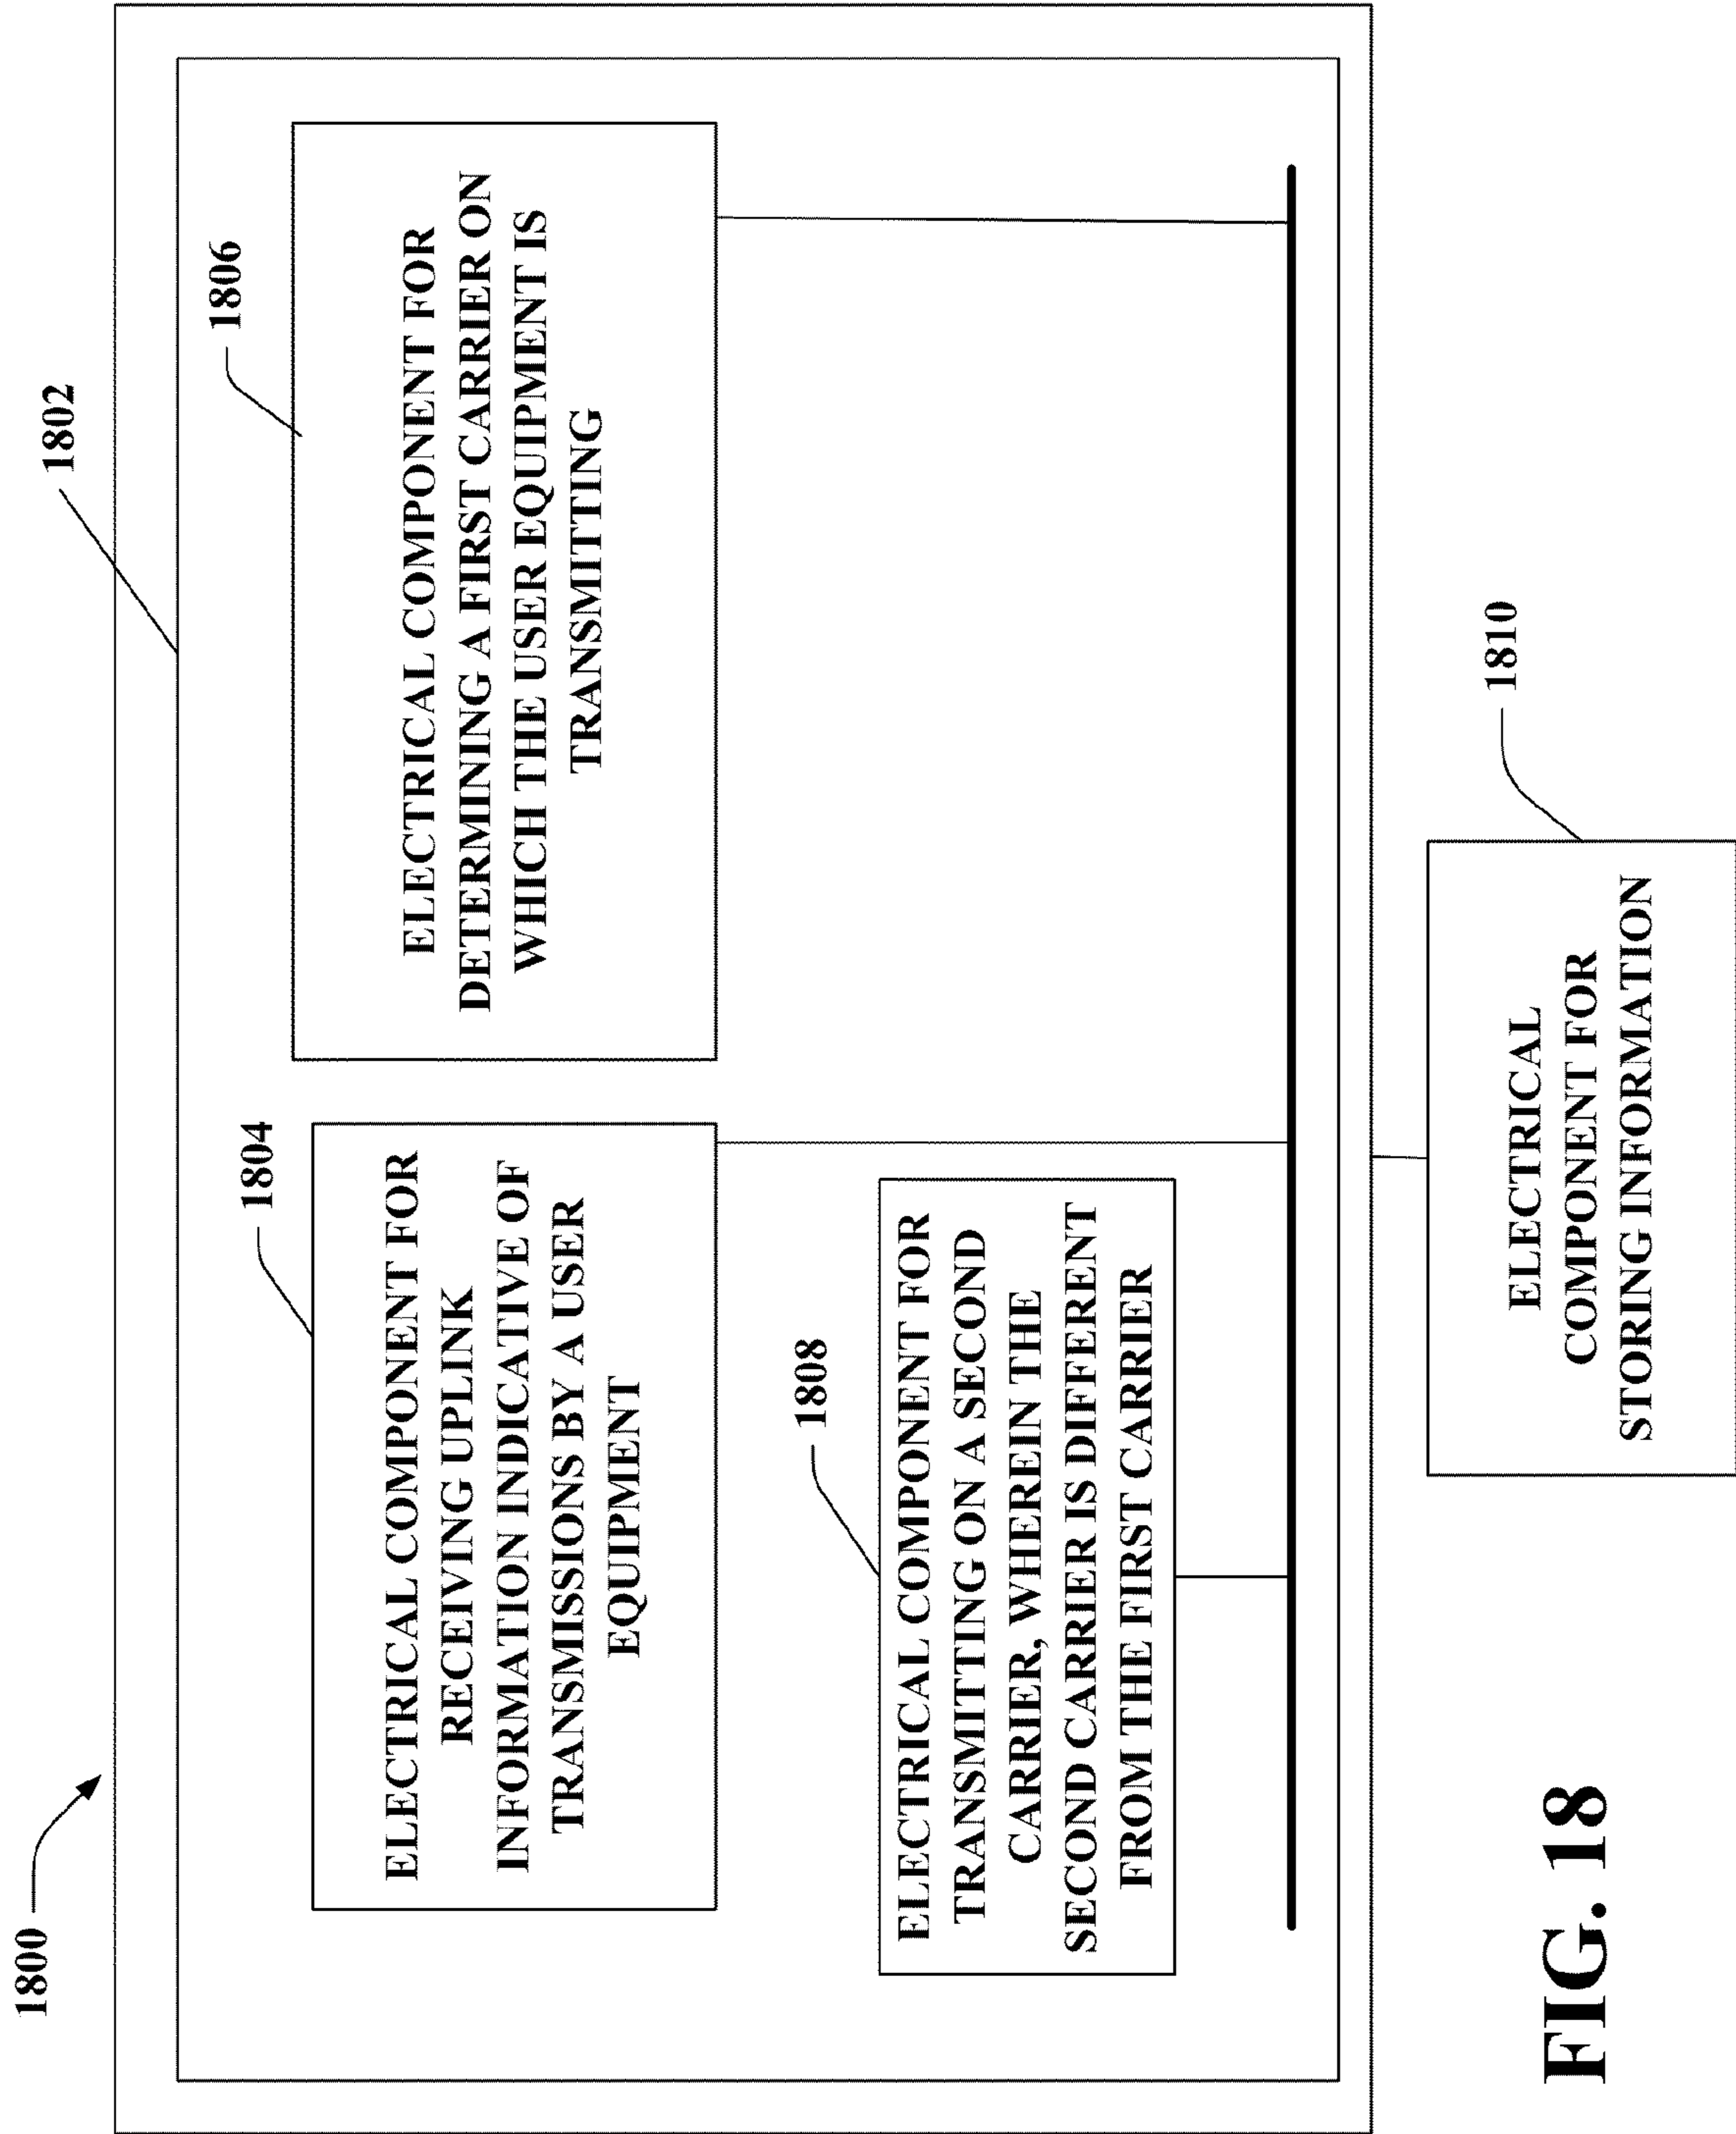 1800
1802
1804
ELECTRICAL COMPONENT FOR
RECEIVING UPLINK
INFORMATION INDICATIVE OF
TRANSMISSIONS BY A USER
EQUIPMENT
1806
ELECTRICAL COMPONENT FOR
DETERMINING A FIRST CARRIER ON
WHICH THE USER EQUIPMENT IS
TRANSMITTING
1808
ELECTRICAL COMPONENT FOR
TRANSMITTING ON A SECOND
CARRIER, WHEREIN THE
SECOND CARRIER IS DIFFERENT
FROM THE FIRST CARRIER
1810
ELECTRICAL
COMPONENT FOR
STORING INFORMATION
FIG. 18